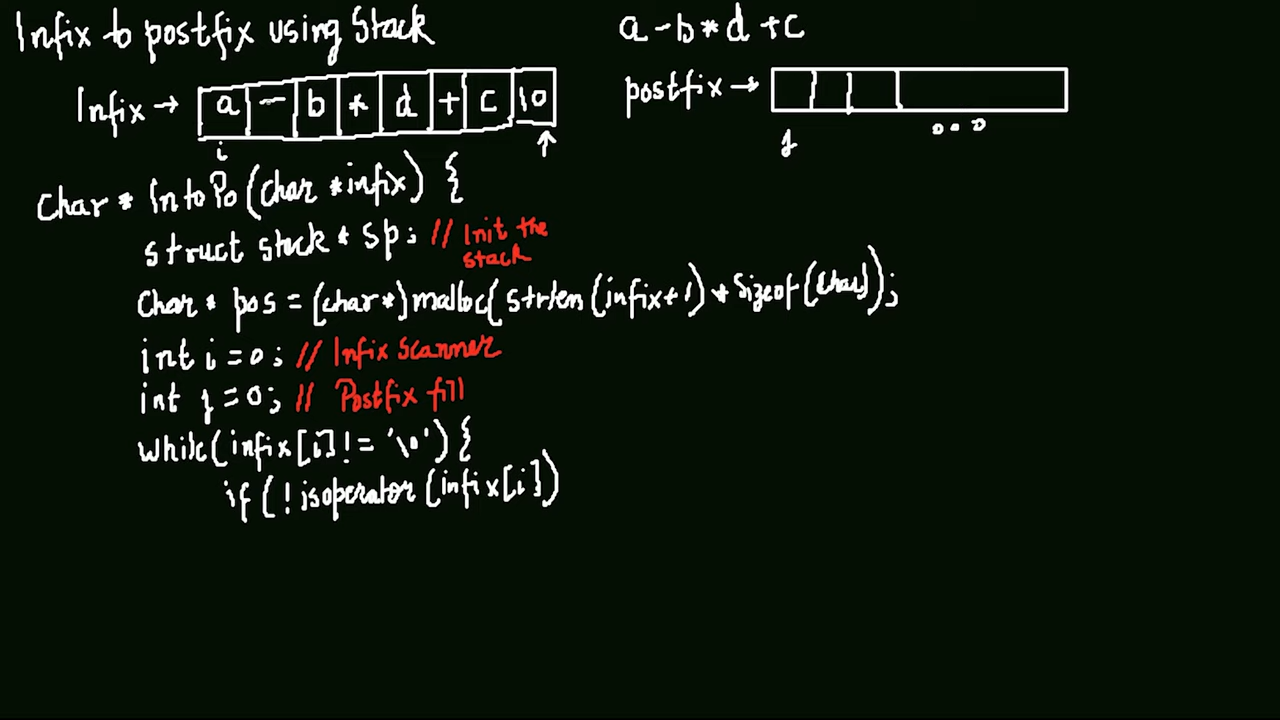 Infix to postfix using Stack
a - b * d + c
Infix → a - b * d + c \0
postfix →
i
j
char * InToPo (char *infix) {
struct stack * sp; // Init the stack
char * pos = (char*) malloc(strlen(infix+1) * sizeof(char));
int i = 0; // Infix Scanner
int j = 0; // Postfix fill
while(infix[i] != '\0') {
if (! isoperator (infix[i])